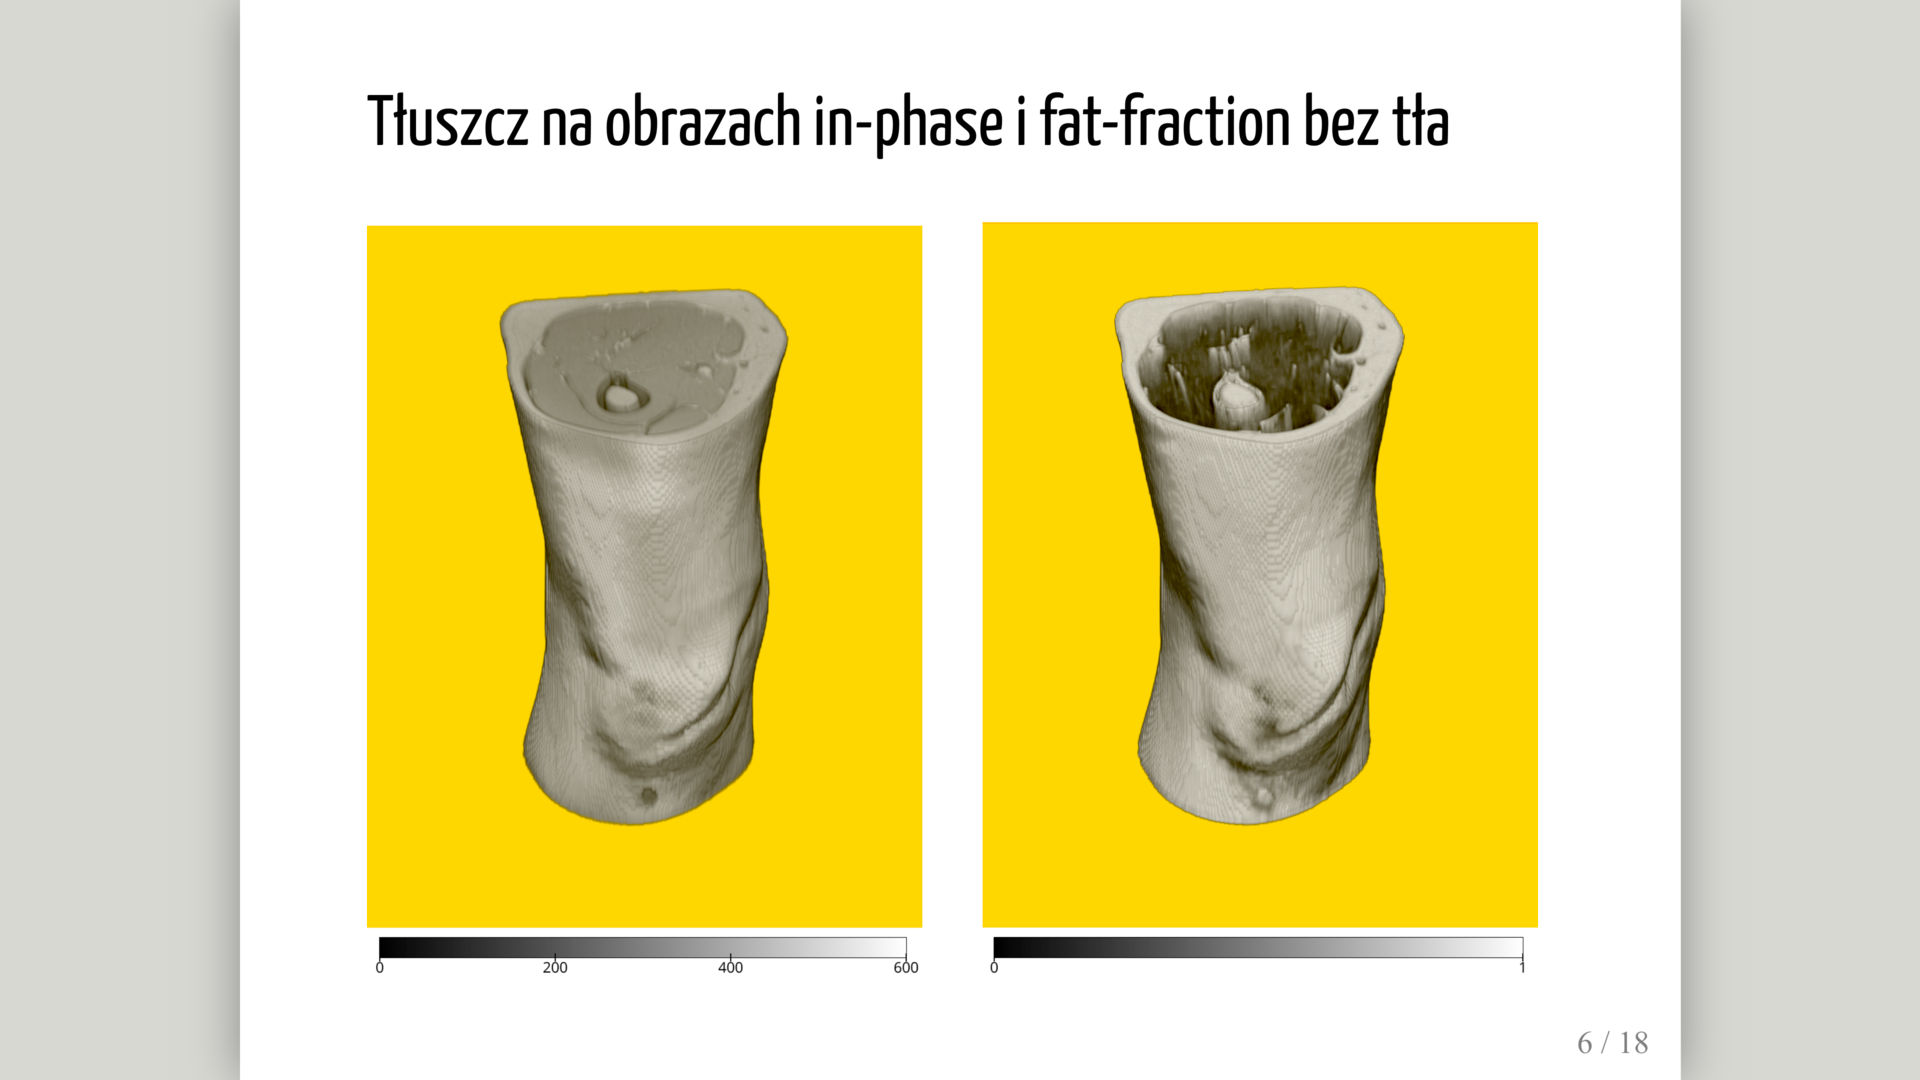 Tłuszcz na obrazach in-phase i fat-fraction bez tła
0 200 400 600
0 1
6 / 18